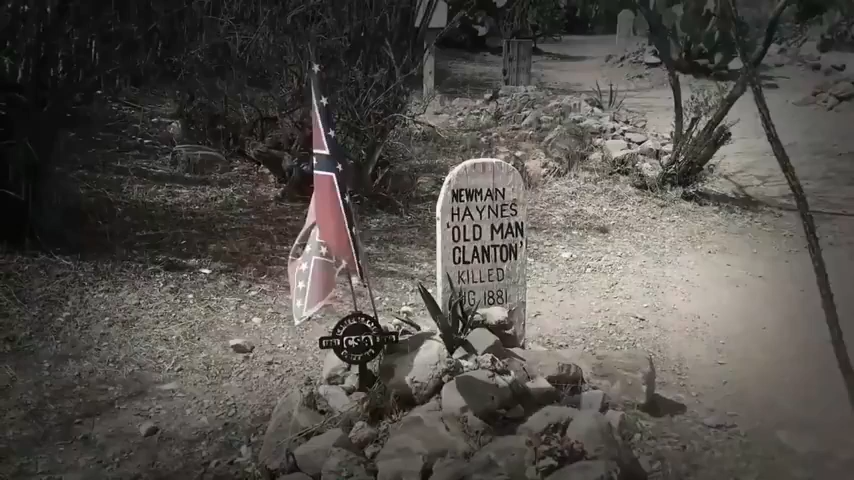 NEWMAN
HAYNES
'OLD MAN
CLANTON'
KILLED
UG 1881
CSA